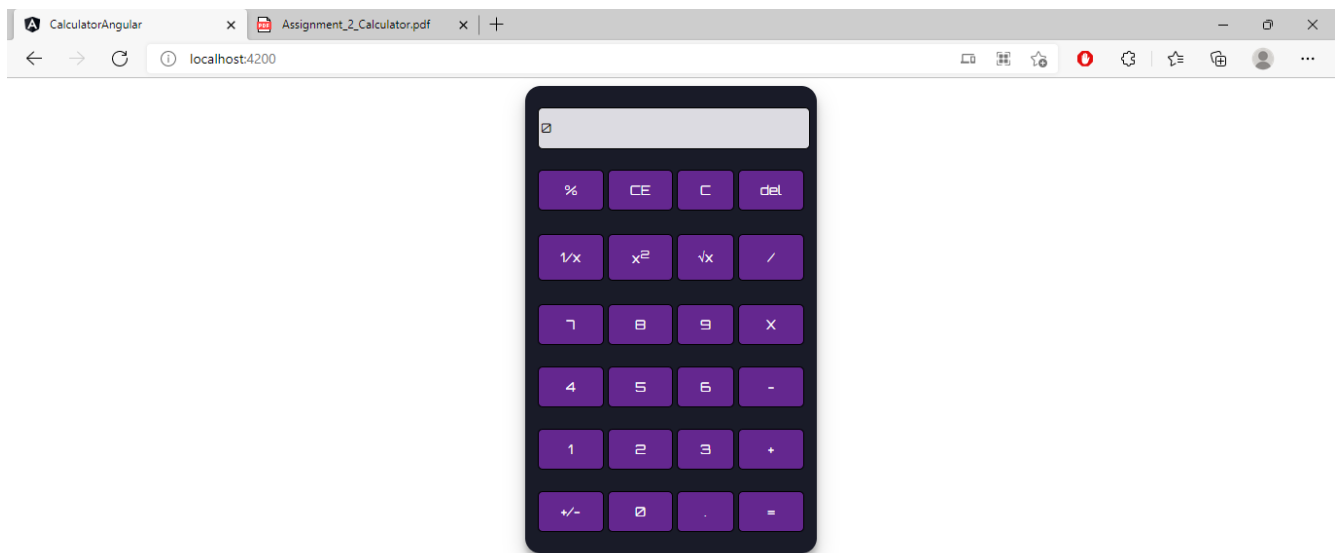 CalculatorAngular Assignment_2_Calculator.pdf
localhost:4200
0
% CE C del
1/x x² √x /
7 8 9 X
4 5 6 -
1 2 3 +
+/- 0 . =